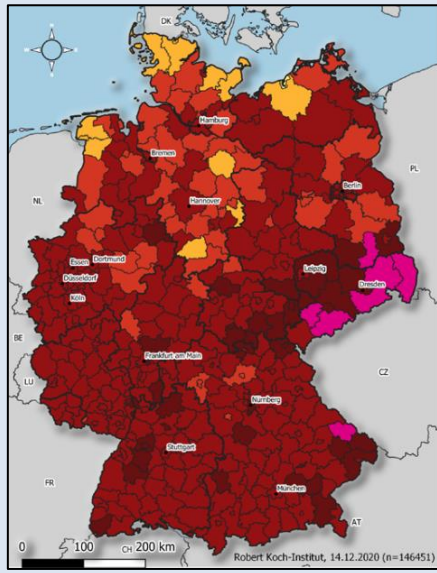 DK
Hamburg
PL
Bremen
Berlin
NL
Hannover
Essen
Dortmund
Leipzig
Düsseldorf
Dresden
Köln
BE
Frankfurt am Main
LU
CZ
Nürnberg
Stuttgart
FR
München
AT
0 100 200 km
CH
Robert Koch-Institut, 14.12.2020 (n=146451)